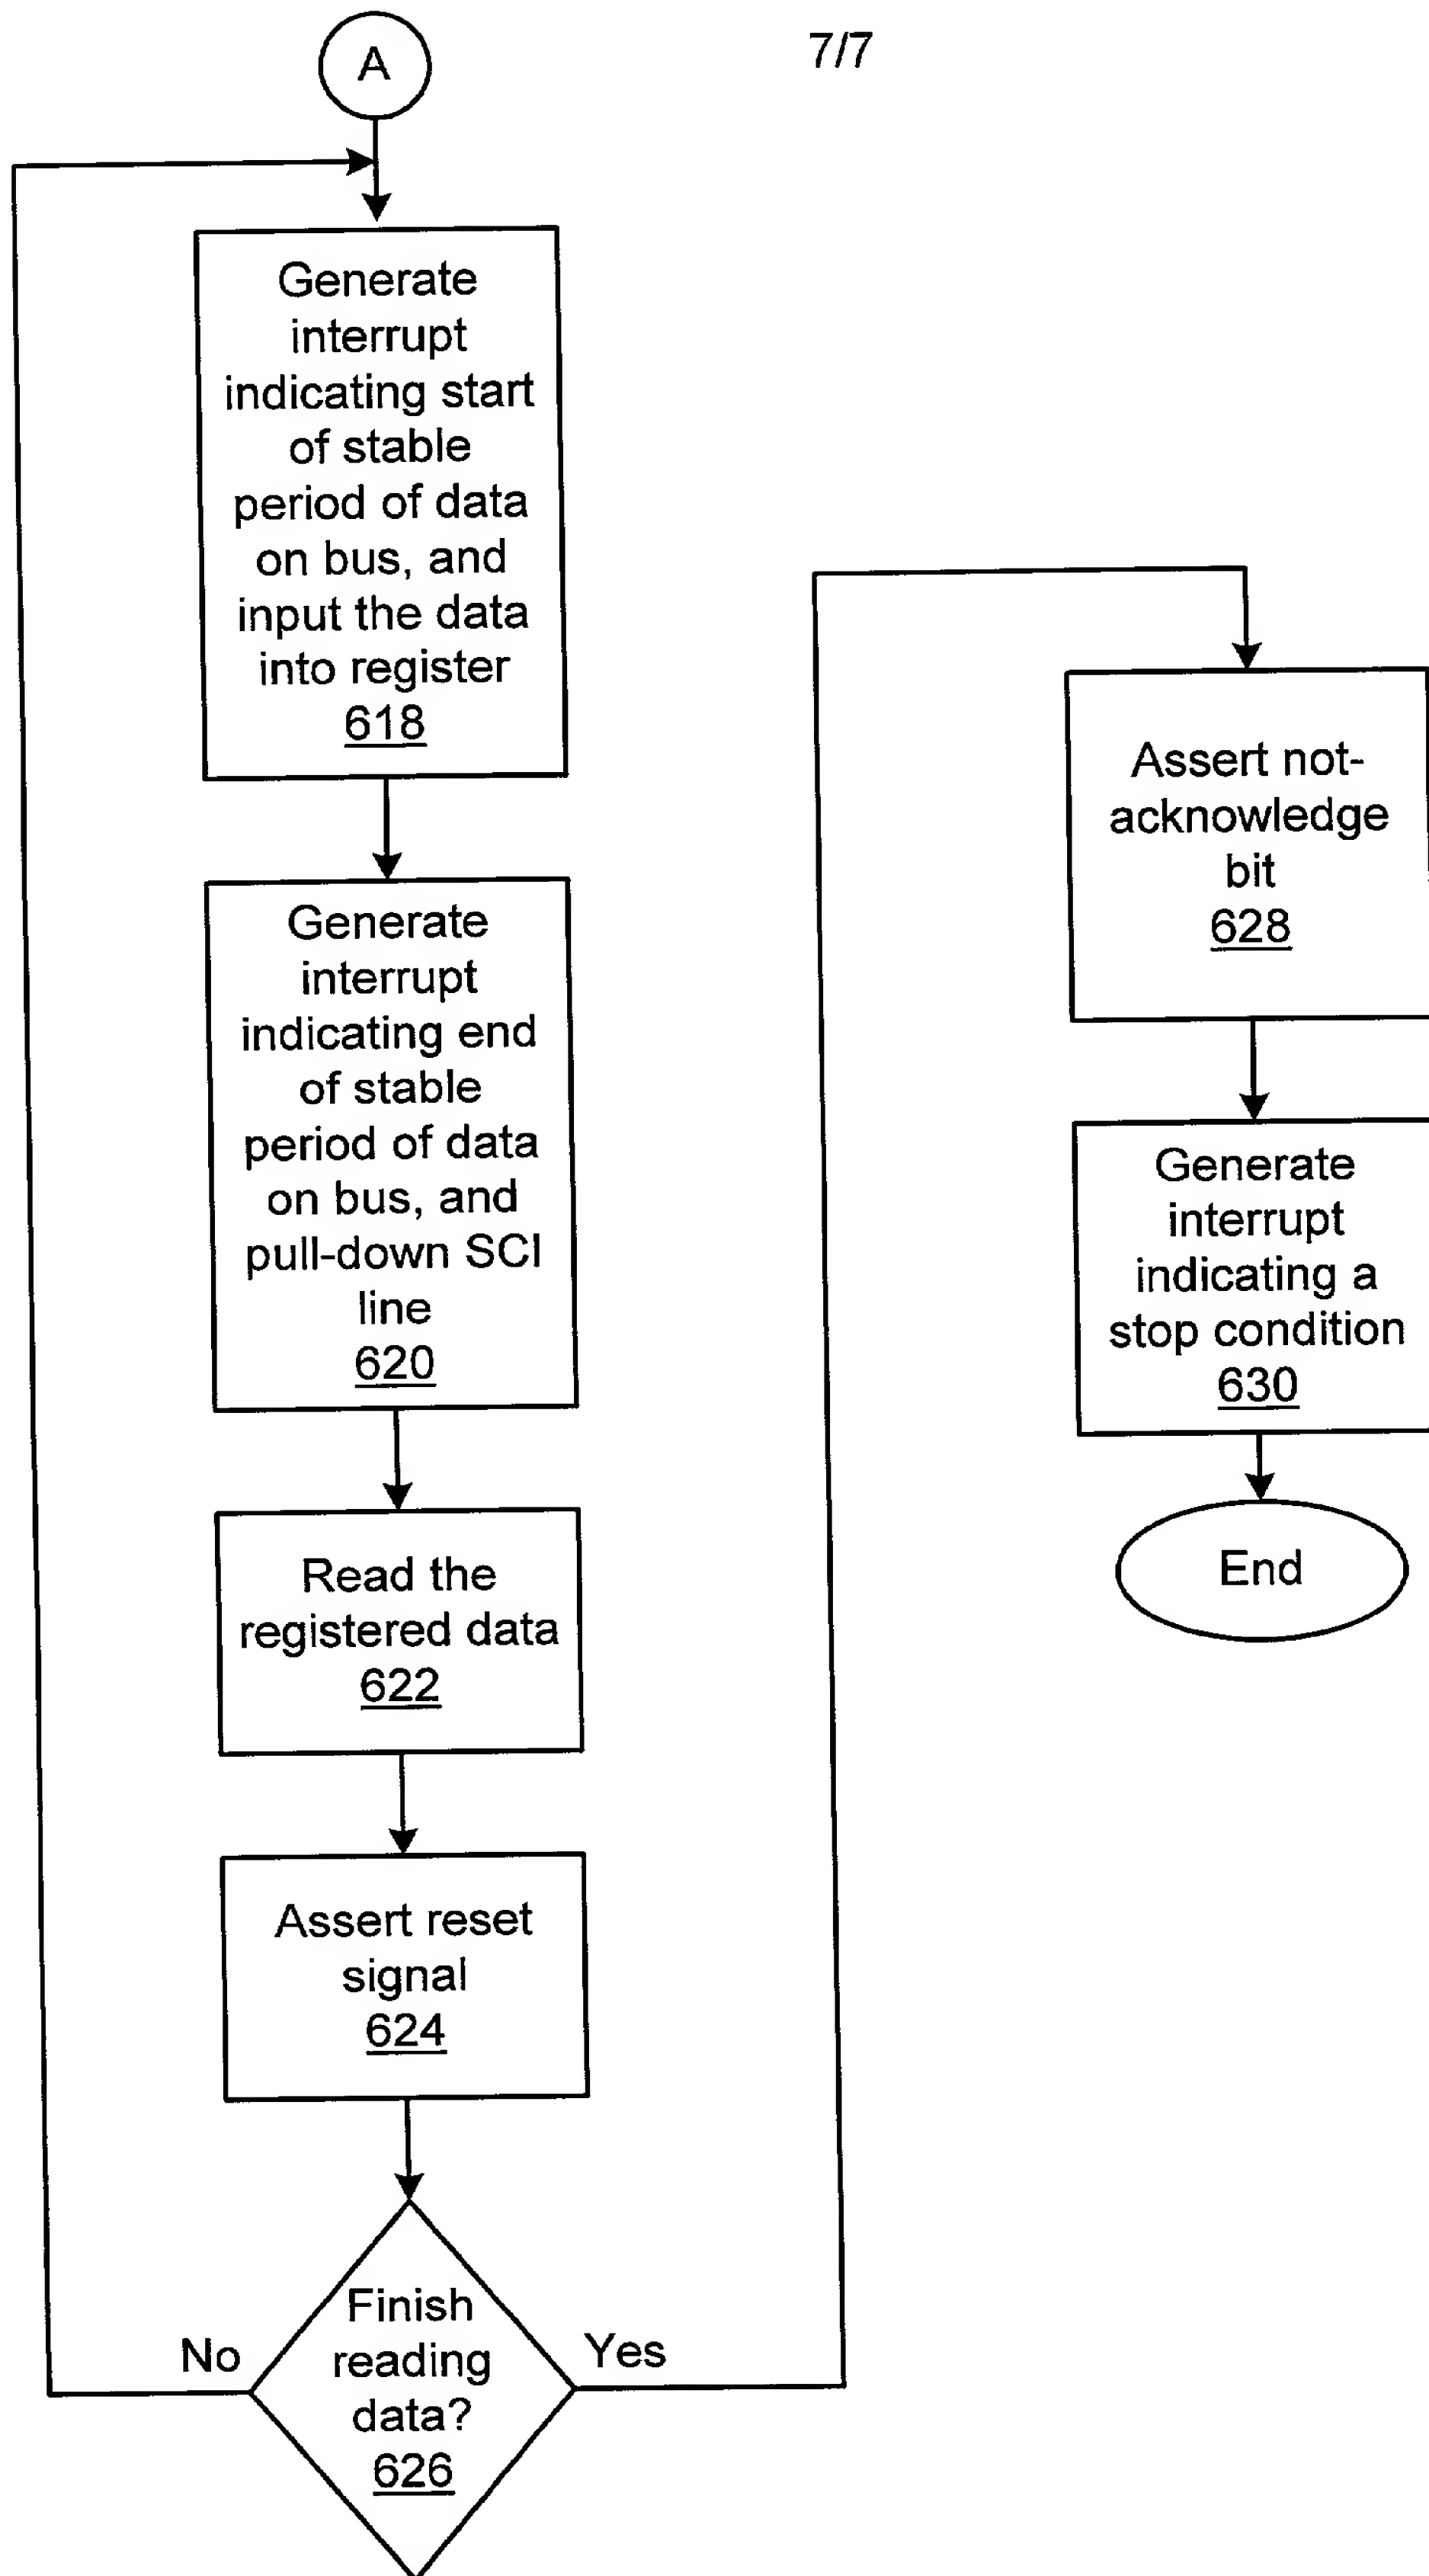 A
7/7
Generate
interrupt
indicating start
of stable
period of data
on bus, and
input the data
into register
618
Generate
interrupt
indicating end
of stable
period of data
on bus, and
pull-down SCI
line
620
Read the
registered data
622
Assert reset
signal
624
Finish
reading
data?
626
No
Yes
Assert not-
acknowledge
bit
628
Generate
interrupt
indicating a
stop condition
630
End